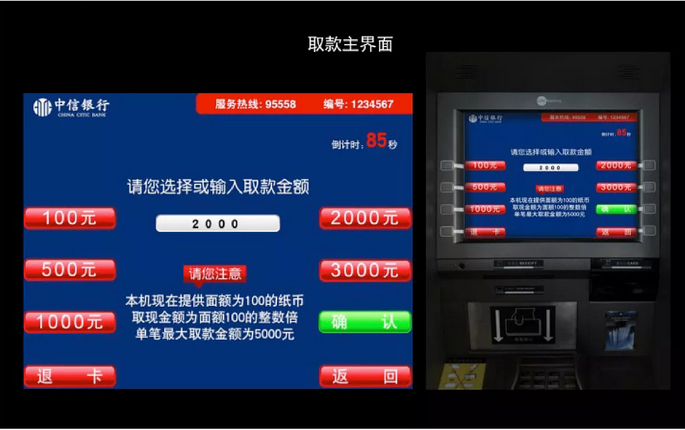 取款主界面
中信银行
CHINA CITIC BANK
服务热线: 95558 编号: 1234567
倒计时: 85秒
请您选择或输入取款金额
100元
2000
2000元
500元
请您注意
3000元
本机现在提供面额为100的纸币
取现金额为面额100的整数倍
单笔最大取款金额为5000元
1000元
确 认
退 卡
返 回
中信银行
服务热线: 95558 编号: 1234567
倒计时: 85秒
请您选择或输入取款金额
100元
2000
2000元
500元
请您注意
3000元
本机现在提供面额为100的纸币
取现金额为面额100的整数倍
单笔最大取款金额为5000元
1000元
确 认
退 卡
返 回